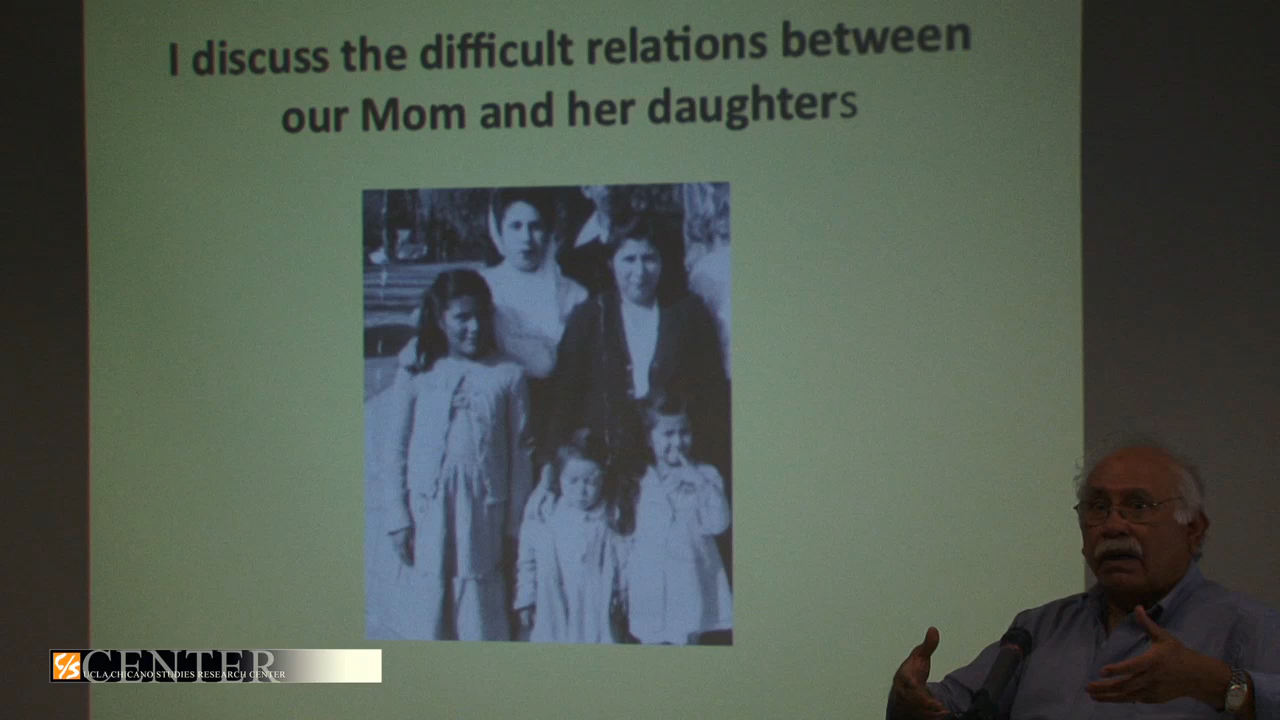 I discuss the difficult relations between
our Mom and her daughters
CENTER
UCLA CHICANO STUDIES RESEARCH CENTER